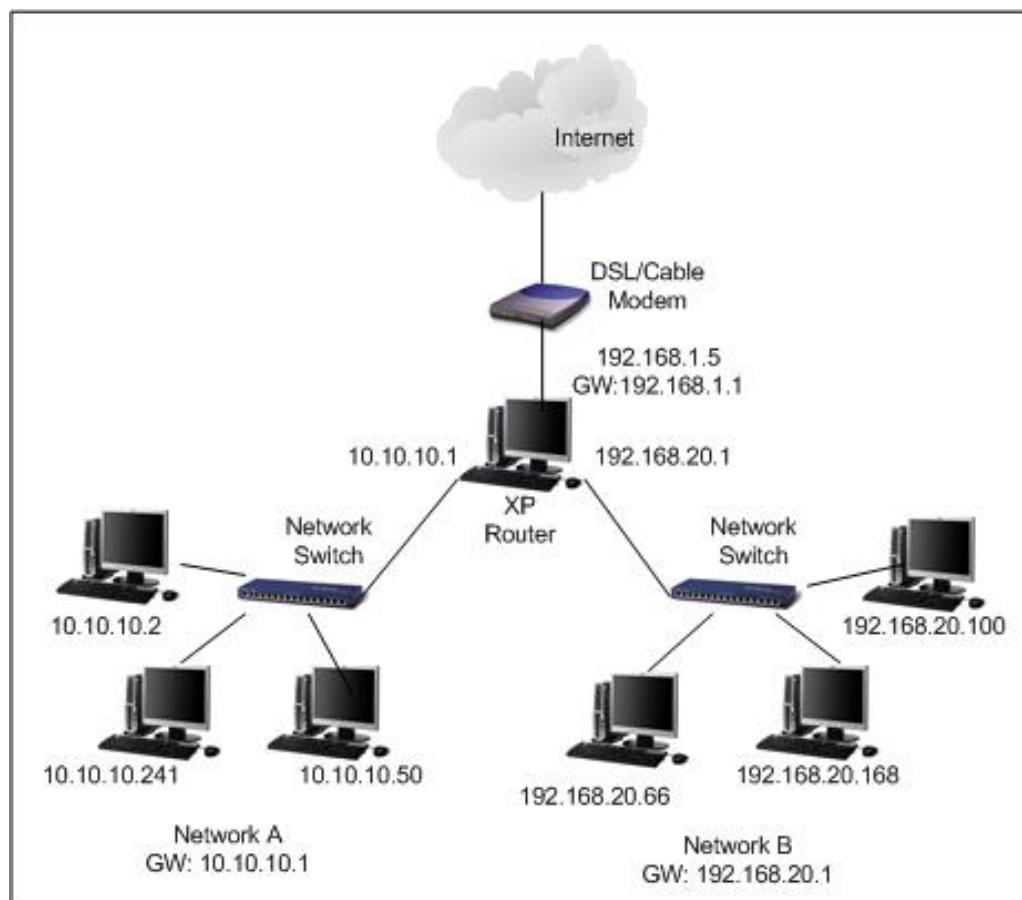 Internet
DSL/Cable
Modem
192.168.1.5
GW:192.168.1.1
10.10.10.1
192.168.20.1
XP
Router
Network
Switch
Network
Switch
10.10.10.2
192.168.20.100
10.10.10.241
10.10.10.50
192.168.20.66
192.168.20.168
Network A
GW: 10.10.10.1
Network B
GW: 192.168.20.1